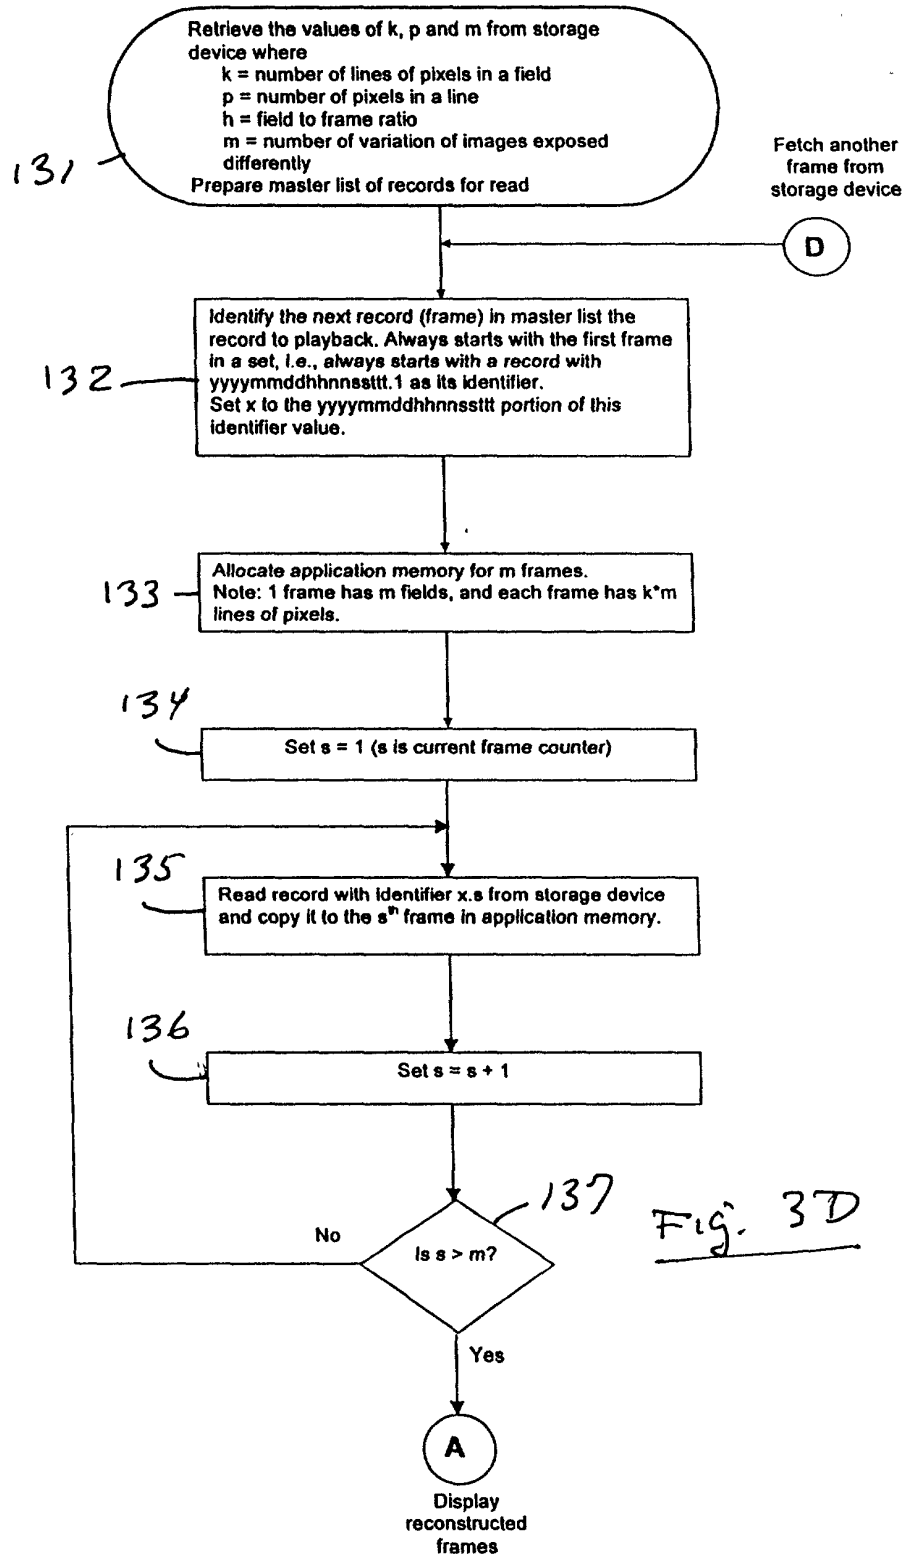 Retrieve the values of k, p and m from storage
device where
k = number of lines of pixels in a field
p = number of pixels in a line
h = field to frame ratio
m = number of variation of images exposed
differently
Prepare master list of records for read
131
Fetch another
frame from
storage device
D
Identify the next record (frame) in master list the
record to playback. Always starts with the first frame
in a set, i.e., always starts with a record with
yyyymmddhhnnssttt.1 as its identifier.
Set x to the yyyymmddhhnnssttt portion of this
identifier value.
132
Allocate application memory for m frames.
Note: 1 frame has m fields, and each frame has k*m
lines of pixels.
133
134
Set s = 1 (s is current frame counter)
135
Read record with identifier x.s from storage device
and copy it to the sth frame in application memory.
136
Set s = s + 1
137
No
Is s > m?
Fig. 3D
Yes
A
Display
reconstructed
frames